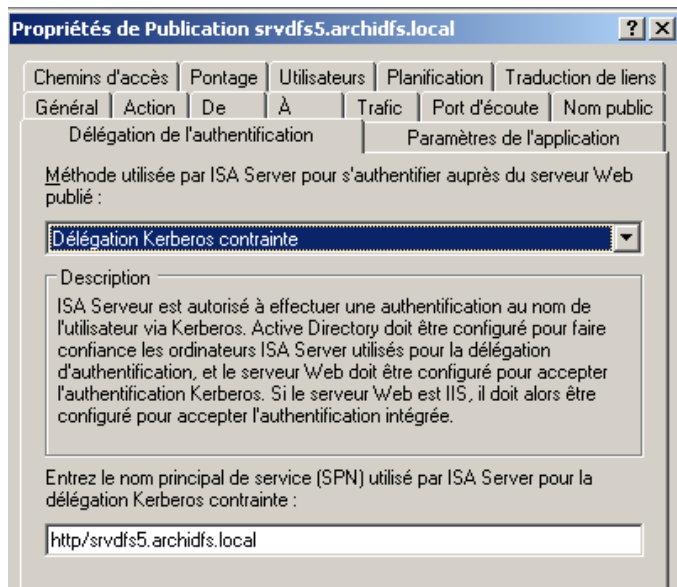 Propriétés de Publication srvdfs5.archidfs.local
Chemins d'accès Pontage Utilisateurs Planification Traduction de liens
Général Action De À Trafic Port d'écoute Nom public
Délégation de l'authentification Paramètres de l'application
Méthode utilisée par ISA Server pour s'authentifier auprès du serveur Web
publié :
Délégation Kerberos contrainte
Description
ISA Serveur est autorisé à effectuer une authentification au nom de
l'utilisateur via Kerberos. Active Directory doit être configuré pour faire
confiance les ordinateurs ISA Server utilisés pour la délégation
d'authentification, et le serveur Web doit être configuré pour accepter
l'authentification Kerberos. Si le serveur Web est IIS, il doit alors être
configuré pour accepter l'authentification intégrée.
Entrez le nom principal de service (SPN) utilisé par ISA Server pour la
délégation Kerberos contrainte :
http/srvdfs5.archidfs.local